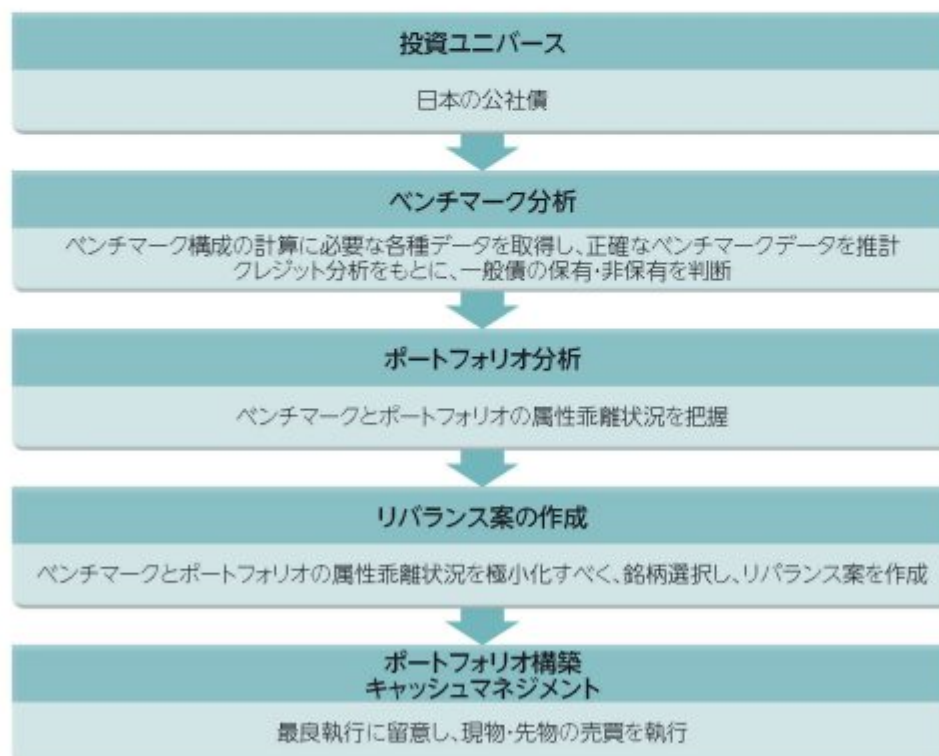 投資ユニバース
日本の公社債
ベンチマーク分析
ベンチマーク構成の計算に必要な各種データを取得し、正確なベンチマークデータを推計
クレジット分析をもとに、一般債の保有・非保有を判断
ポートフォリオ分析
ベンチマークとポートフォリオの属性乖離状況を把握
リバランス案の作成
ベンチマークとポートフォリオの属性乖離状況を極小化すべく、銘柄選択し、リバランス案を作成
ポートフォリオ構築
キャッシュマネジメント
最良執行に留意し、現物・先物の売買を執行